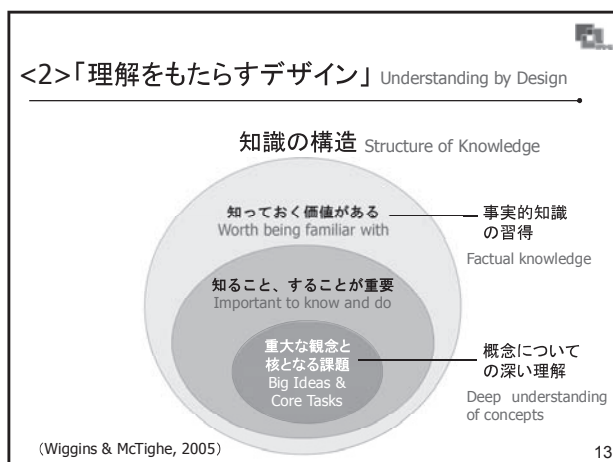 <2>「理解をもたらすデザイン」 Understanding by Design
知識の構造 Structure of Knowledge
知っておく価値がある
Worth being familiar with
事実的知識
の習得
Factual knowledge
知ること、することが重要
Important to know and do
重大な観念と
核となる課題
Big Ideas &
Core Tasks
概念について
の深い理解
Deep understanding
of concepts
（Wiggins & McTighe, 2005）
13